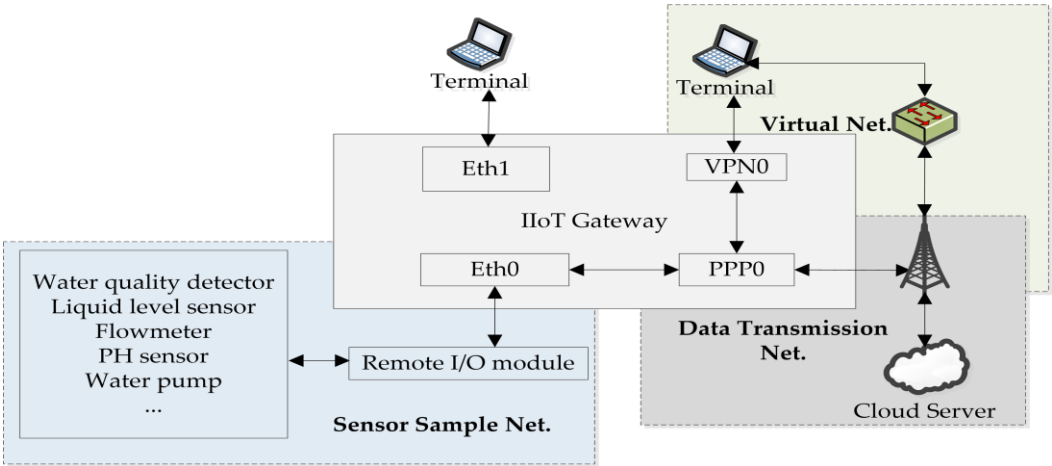 Terminal
Terminal
Virtual Net.
Eth1
VPN0
IIoT Gateway
Eth0
PPP0
Water quality detector
Liquid level sensor
Flowmeter
PH sensor
Water pump
...
Remote I/O module
Sensor Sample Net.
Data Transmission
Net.
Cloud Server